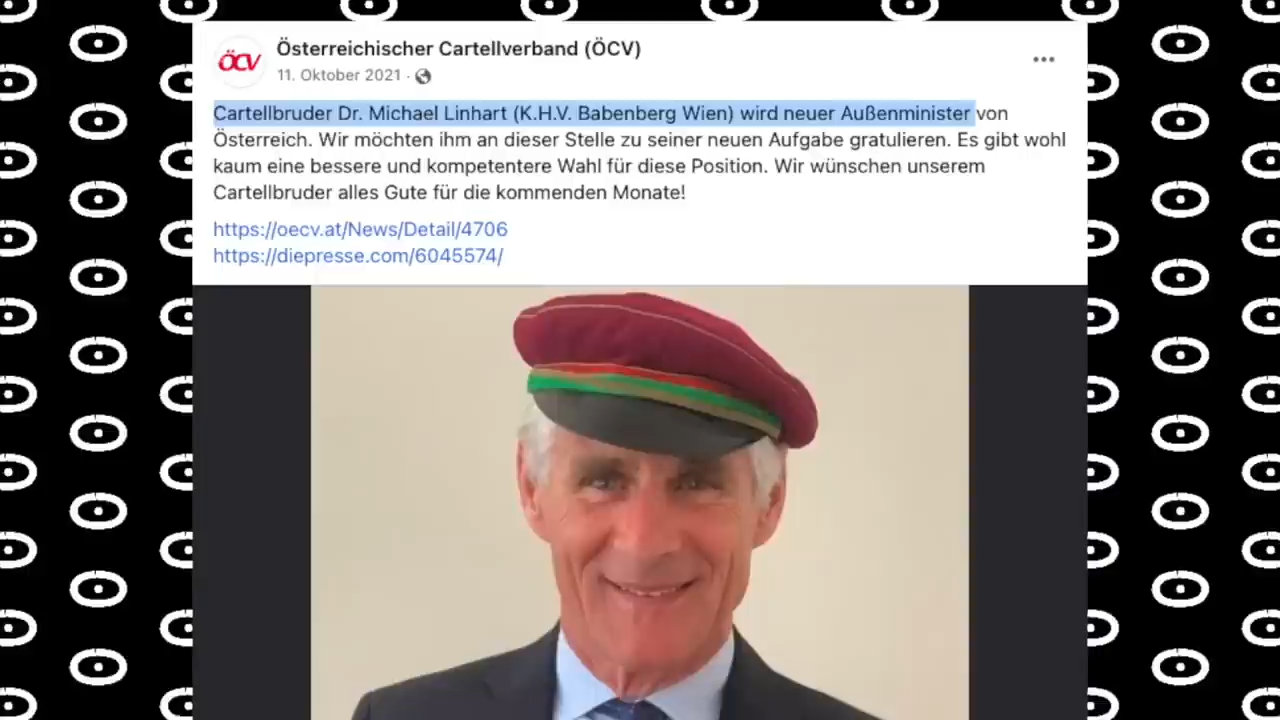 ÖCV
Österreichischer Cartellverband (ÖCV)
11. Oktober 2021 ·
Cartellbruder Dr. Michael Linhart (K.H.V. Babenberg Wien) wird neuer Außenminister von
Österreich. Wir möchten ihm an dieser Stelle zu seiner neuen Aufgabe gratulieren. Es gibt wohl
kaum eine bessere und kompetentere Wahl für diese Position. Wir wünschen unserem
Cartellbruder alles Gute für die kommenden Monate!
https://oecv.at/News/Detail/4706
https://diepresse.com/6045574/